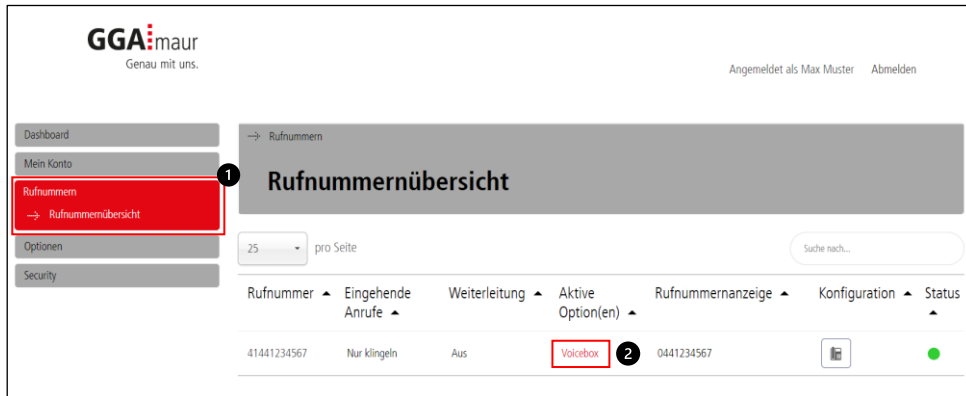 GGA maur
Genau mit uns.
Angemeldet als Max Muster Abmelden
Dashboard
Mein Konto
Rufnummern
Rufnummernübersicht
Optionen
Security
1
Rufnummern
Rufnummernübersicht
25 pro Seite
Suche nach...
Rufnummer Eingehende Weiterleitung Aktive Rufnummernanzeige Konfiguration Status
Anrufe Option(en)
41441234567 Nur klingeln Aus Voicebox 2 0441234567